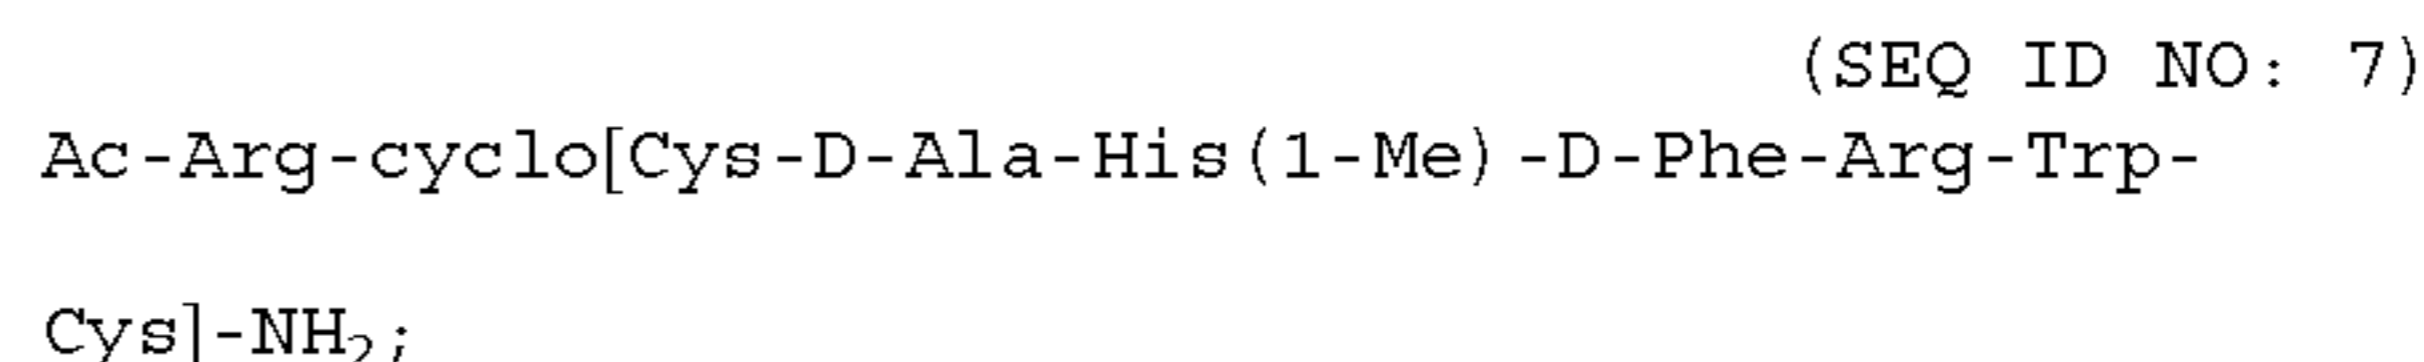 (SEQ ID NO: 7)
Ac-Arg-cyclo[Cys-D-Ala-His(1-Me)-D-Phe-Arg-Trp-
Cys]-NH₂;